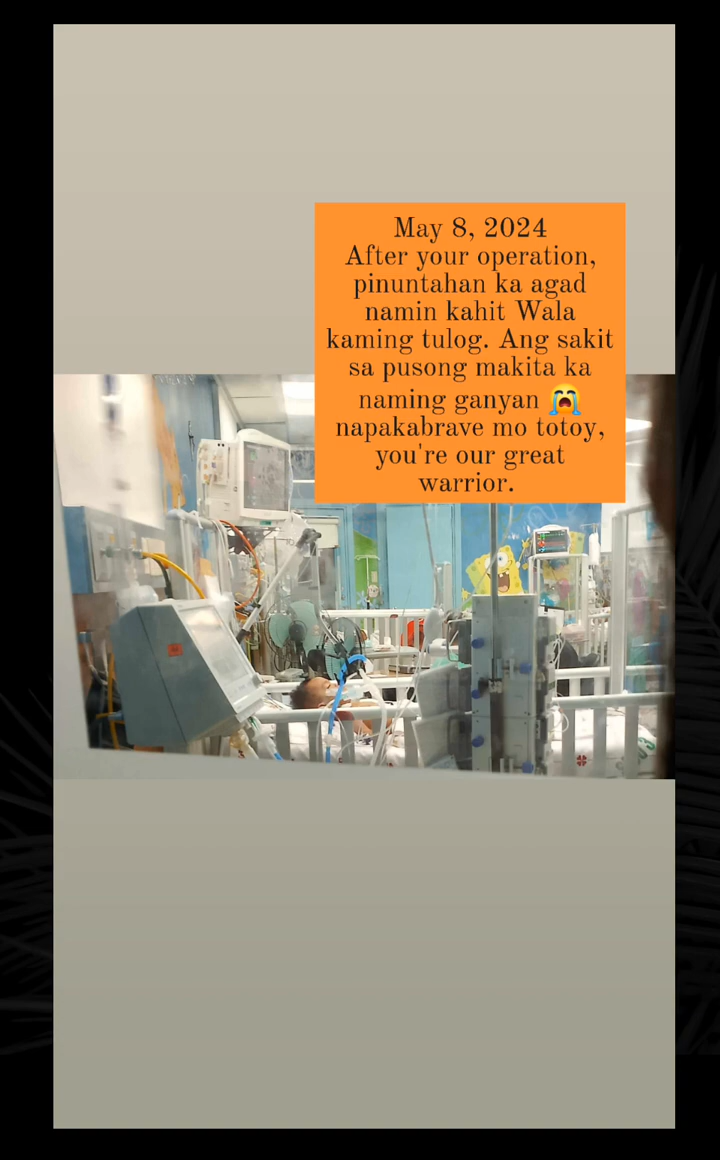 May 8, 2024
After your operation,
pinuntahan ka agad
namin kahit Wala
kaming tulog. Ang sakit
sa pusong makita ka
naming ganyan 😭
napakabrave mo totoy,
you're our great
warrior.